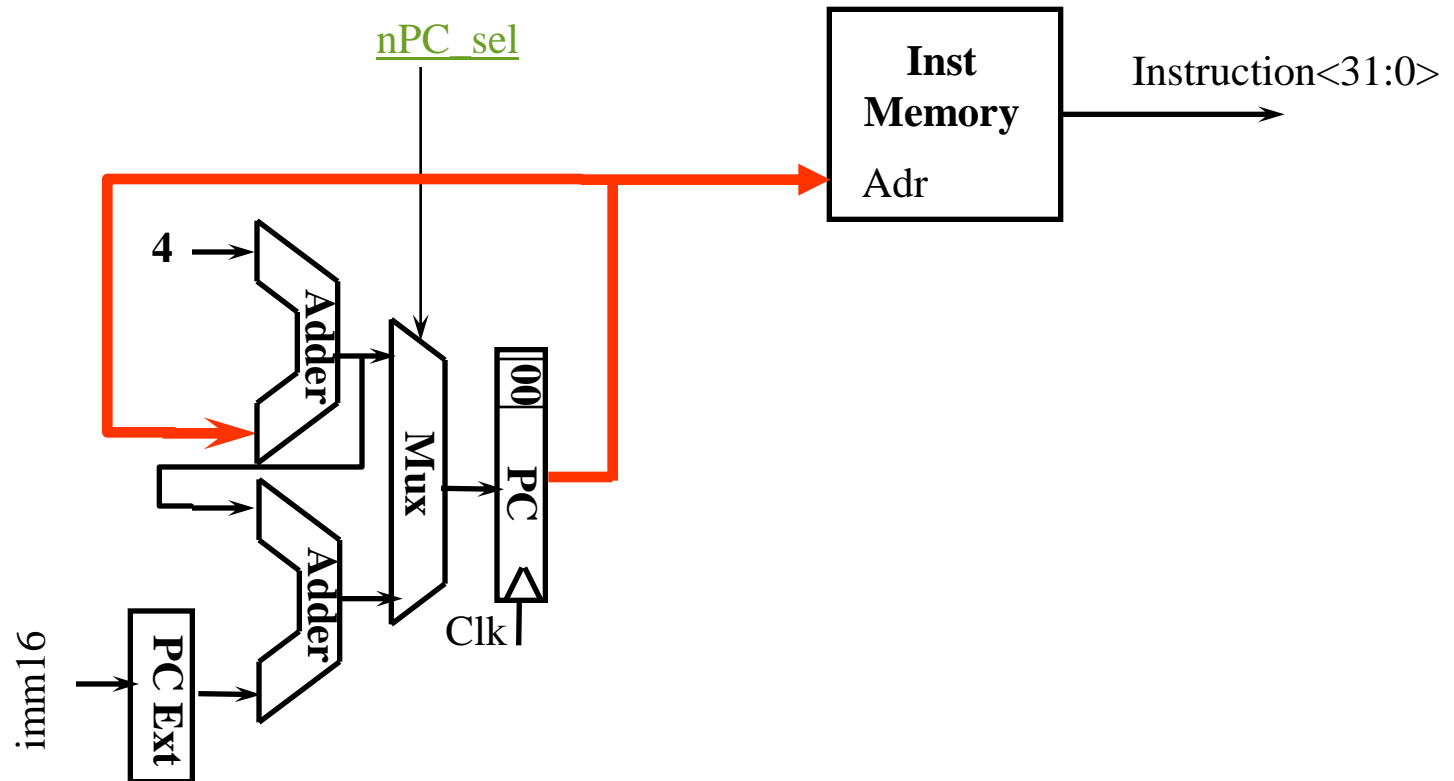 nPC_sel
Inst
Memory
Adr
Instruction<31:0>
4
Adder
Mux
00
PC
Adder
Clk
imm16
PC Ext